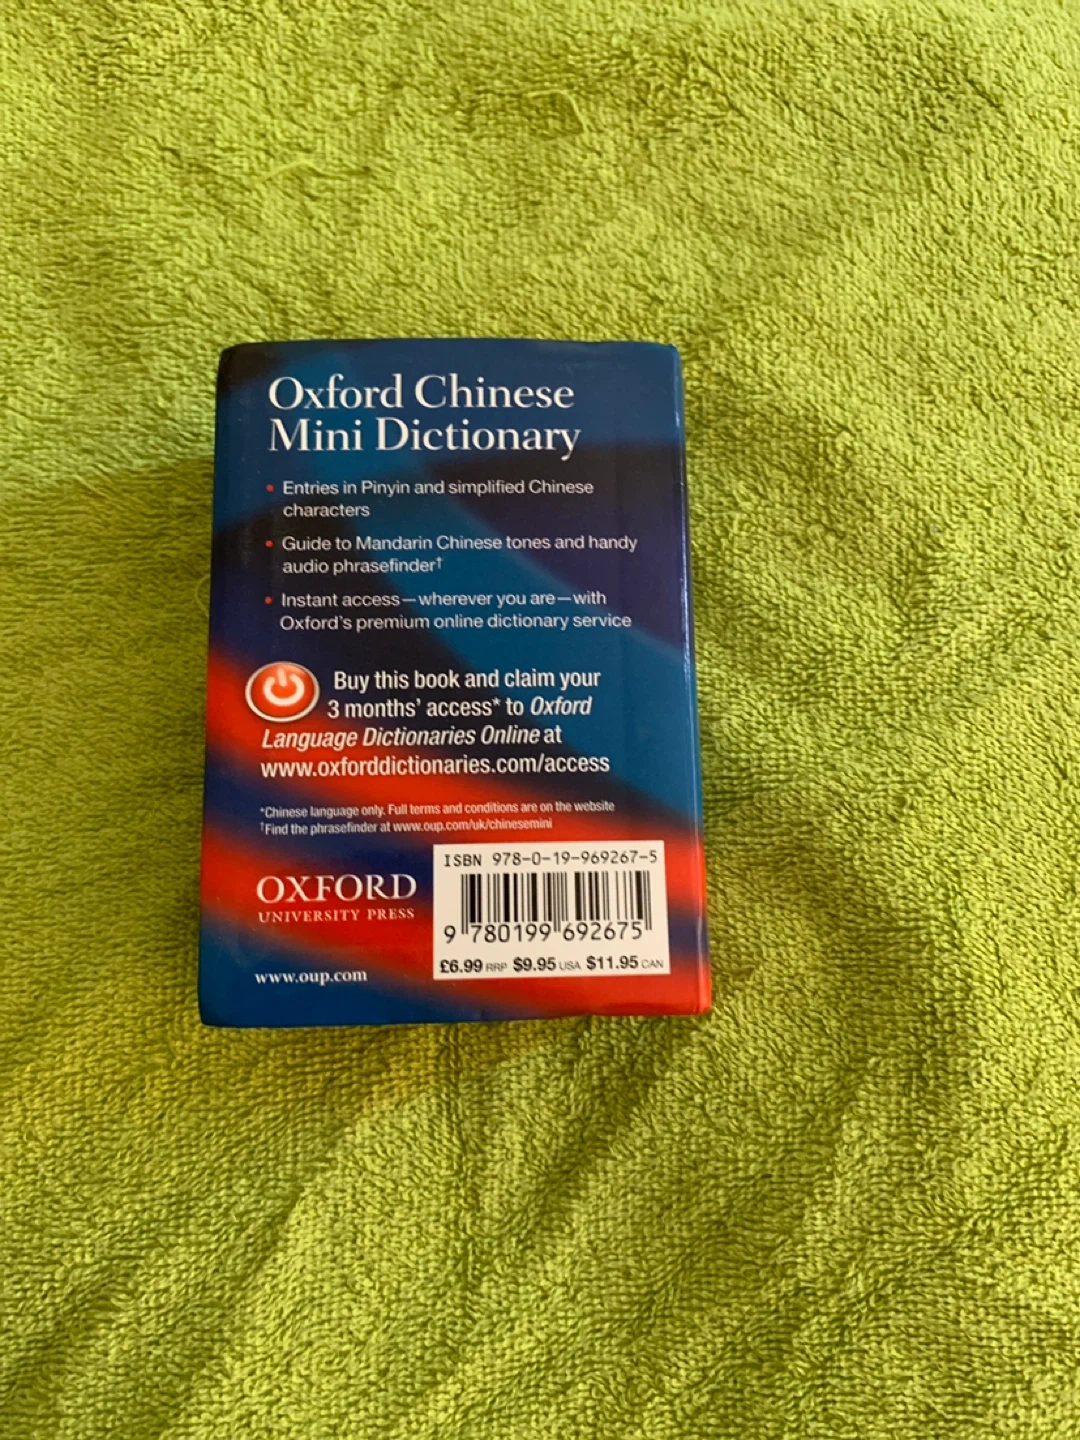 Oxford Chinese
Mini Dictionary
• Entries in Pinyin and simplified Chinese
characters
• Guide to Mandarin Chinese tones and handy
audio phrasefinder†
• Instant access—wherever you are—with
Oxford's premium online dictionary service
Buy this book and claim your
3 months' access* to Oxford
Language Dictionaries Online at
www.oxforddictionaries.com/access
*Chinese language only. Full terms and conditions are on the website
†Find the phrasefinder at www.oup.com/uk/chinesemini
OXFORD
UNIVERSITY PRESS
www.oup.com
ISBN 978-0-19-969267-5
9 780199 692675
£6.99 RRP $9.95 USA $11.95 CAN